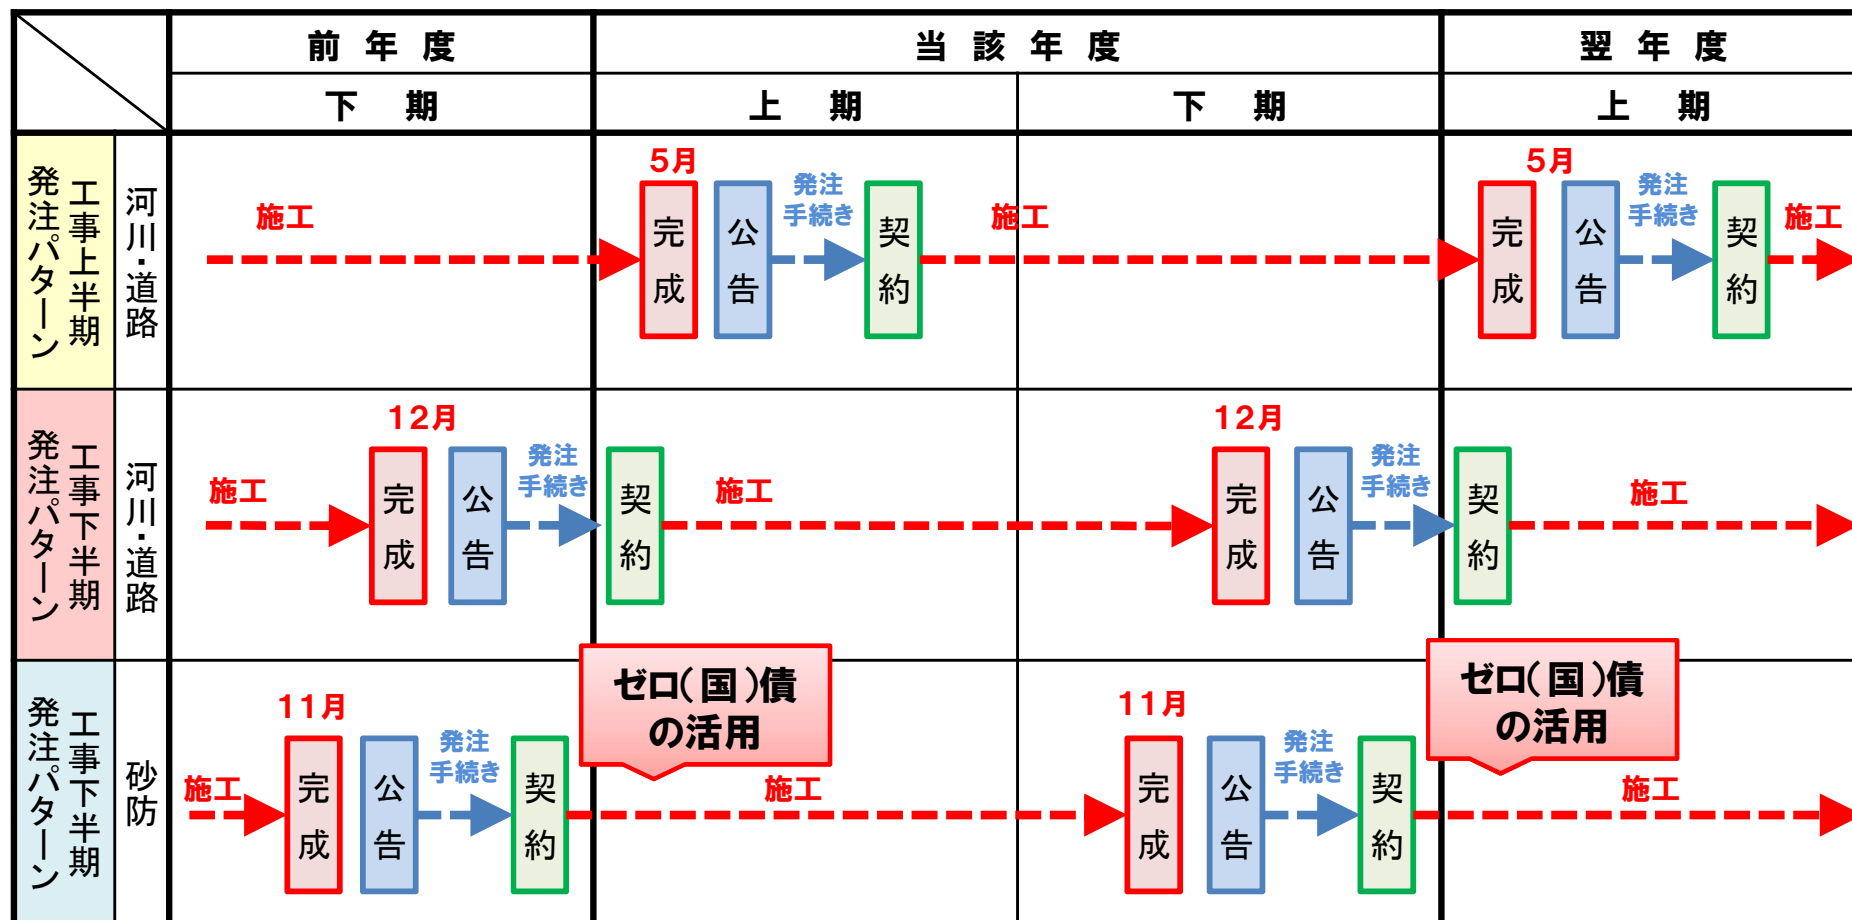 前年度
当該年度
翌年度
下期
上期
下期
上期
工事上半期
発注パターン
河川・道路
施工
5月
完成
公告
発注
手続き
契約
施工
5月
完成
公告
発注
手続き
契約
施工
工事下半期
発注パターン
河川・道路
施工
12月
完成
公告
発注
手続き
契約
施工
12月
完成
公告
発注
手続き
契約
施工
工事下半期
発注パターン
砂防
施工
11月
完成
公告
発注
手続き
契約
ゼロ(国)債
の活用
施工
11月
完成
公告
発注
手続き
契約
ゼロ(国)債
の活用
施工